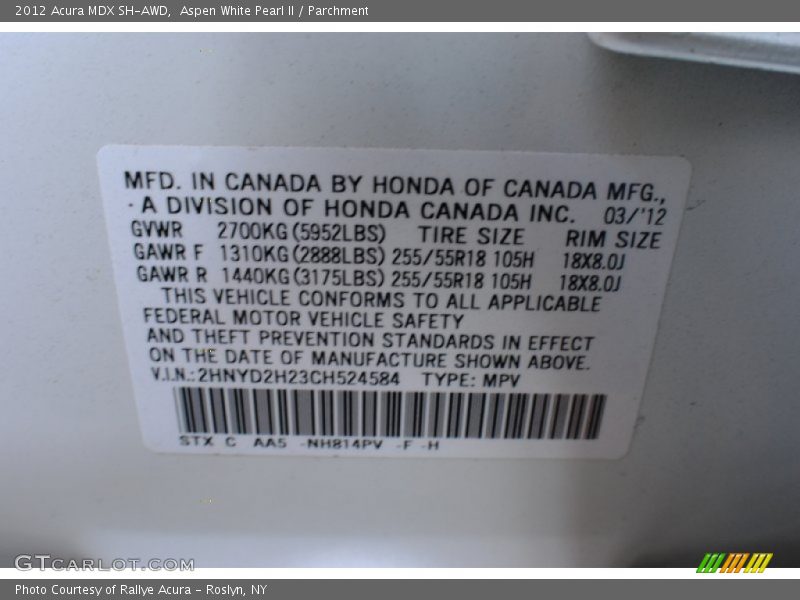 2012 Acura MDX SH-AWD,  Aspen White Pearl II / Parchment
MFD. IN CANADA BY HONDA OF CANADA MFG.,
- A DIVISION OF HONDA CANADA INC.   03/'12
GVWR   2700KG(5952LBS)   TIRE SIZE   RIM SIZE
GAWR F  1310KG(2888LBS) 255/55R18 105H   18X8.0J
GAWR R  1440KG(3175LBS) 255/55R18 105H   18X8.0J
THIS VEHICLE CONFORMS TO ALL APPLICABLE
FEDERAL MOTOR VEHICLE SAFETY
AND THEFT PREVENTION STANDARDS IN EFFECT
ON THE DATE OF MANUFACTURE SHOWN ABOVE.
V.I.N.:2HNYD2H23CH524584   TYPE: MPV
STX  C   AA5  -NH814PV  -F -H
GTCARLOT.COM
Photo Courtesy of Rallye Acura - Roslyn, NY